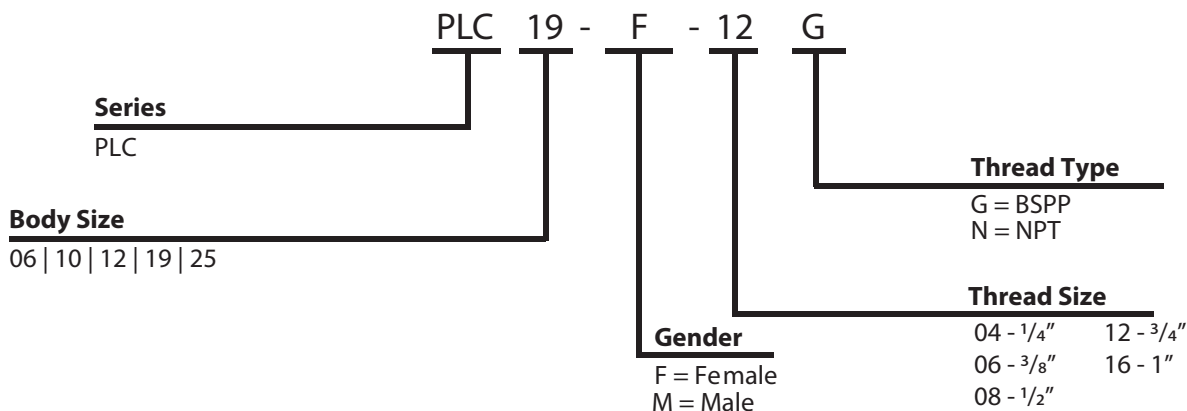 PLC 19 - F - 12 G
Series
PLC
Body Size
06 | 10 | 12 | 19 | 25
Gender
F = Female
M = Male
Thread Type
G = BSPP
N = NPT
Thread Size
04 - 1/4” 12 - 3/4”
06 - 3/8” 16 - 1”
08 - 1/2”